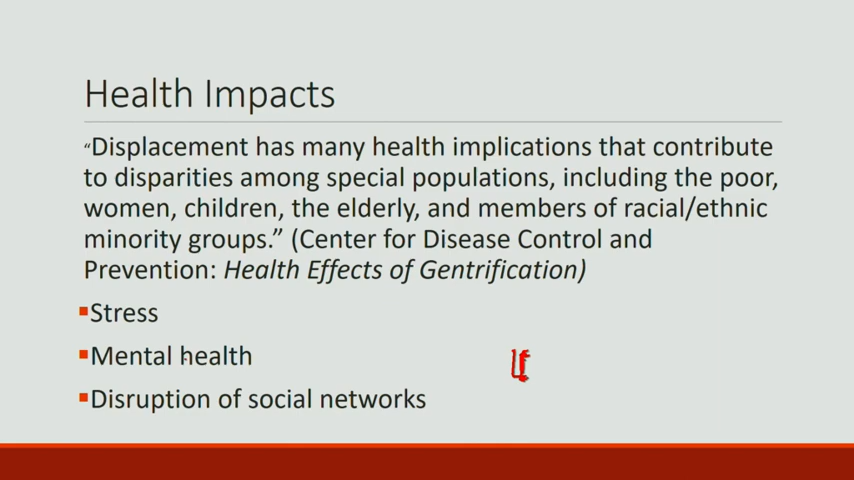 Health Impacts
“Displacement has many health implications that contribute
to disparities among special populations, including the poor,
women, children, the elderly, and members of racial/ethnic
minority groups.” (Center for Disease Control and
Prevention: Health Effects of Gentrification)
▪Stress
▪Mental health
▪Disruption of social networks